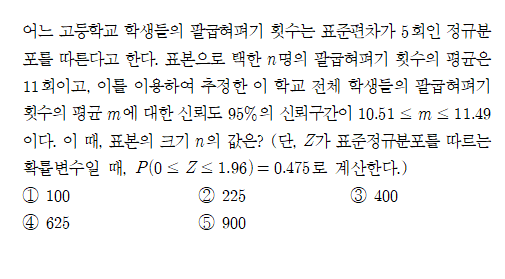 어느 고등학교 학생들의 팔굽혀펴기 횟수는 표준편차가 5회인 정규분
포를 따른다고 한다. 표본으로 택한 n명의 팔굽혀펴기 횟수의 평균은
11회이고, 이를 이용하여 추정한 이 학교 전체 학생들의 팔굽혀펴기
횟수의 평균 m에 대한 신뢰도 95%의 신뢰구간이 10.51 ≤ m ≤ 11.49
이다. 이 때, 표본의 크기 n의 값은? (단, Z가 표준정규분포를 따르는
확률변수일 때, P(0 ≤ Z ≤ 1.96) = 0.475로 계산한다.)
① 100 ② 225 ③ 400
④ 625 ⑤ 900